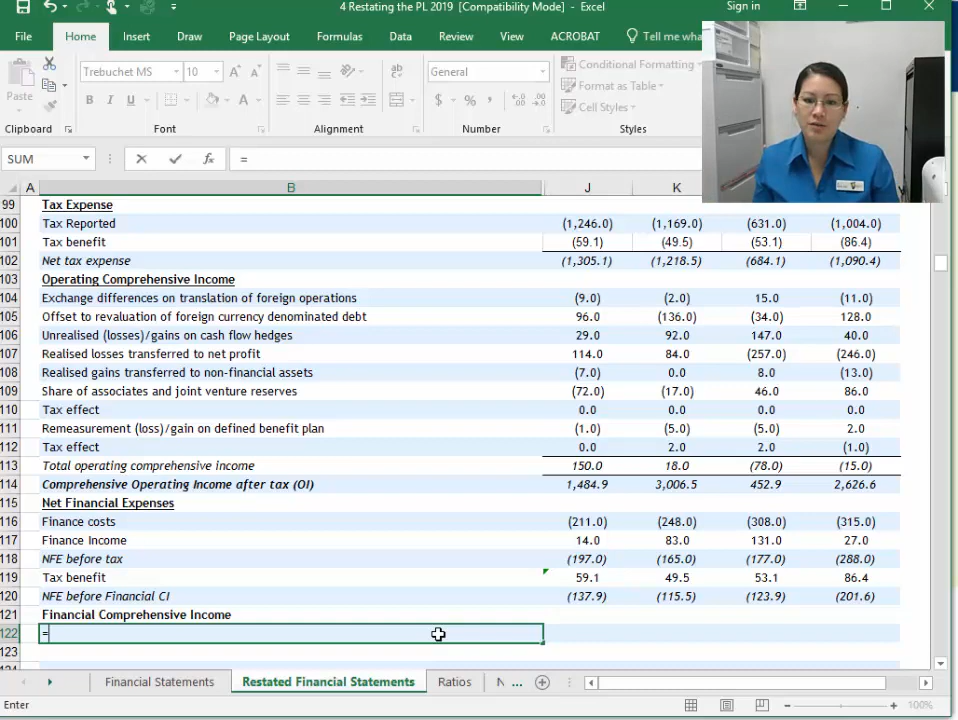 4 Restating the PL 2019 [Compatibility Mode] - Excel
Sign in
File Home Insert Draw Page Layout Formulas Data Review View ACROBAT Tell me wha
Paste
Trebuchet MS 10 A A
B I U A
ab
General
$ % ,
Conditional Formatting
Format as Table
Cell Styles
Clipboard Font Alignment Number Styles
SUM fx =
A B J K
99 Tax Expense
100 Tax Reported (1,246.0) (1,169.0) (631.0) (1,004.0)
101 Tax benefit (59.1) (49.5) (53.1) (86.4)
102 Net tax expense (1,305.1) (1,218.5) (684.1) (1,090.4)
103 Operating Comprehensive Income
104 Exchange differences on translation of foreign operations (9.0) (2.0) 15.0 (11.0)
105 Offset to revaluation of foreign currency denominated debt 96.0 (136.0) (34.0) 128.0
106 Unrealised (losses)/gains on cash flow hedges 29.0 92.0 147.0 40.0
107 Realised losses transferred to net profit 114.0 84.0 (257.0) (246.0)
108 Realised gains transferred to non-financial assets (7.0) 0.0 8.0 (13.0)
109 Share of associates and joint venture reserves (72.0) (17.0) 46.0 86.0
110 Tax effect 0.0 0.0 0.0 0.0
111 Remeasurement (loss)/gain on defined benefit plan (1.0) (5.0) (5.0) 2.0
112 Tax effect 0.0 2.0 2.0 (1.0)
113 Total operating comprehensive income 150.0 18.0 (78.0) (15.0)
114 Comprehensive Operating Income after tax (OI) 1,484.9 3,006.5 452.9 2,626.6
115 Net Financial Expenses
116 Finance costs (211.0) (248.0) (308.0) (315.0)
117 Finance Income 14.0 83.0 131.0 27.0
118 NFE before tax (197.0) (165.0) (177.0) (288.0)
119 Tax benefit 59.1 49.5 53.1 86.4
120 NFE before Financial CI (137.9) (115.5) (123.9) (201.6)
121 Financial Comprehensive Income
122 =
123
124
Financial Statements Restated Financial Statements Ratios N ...
Enter 100%